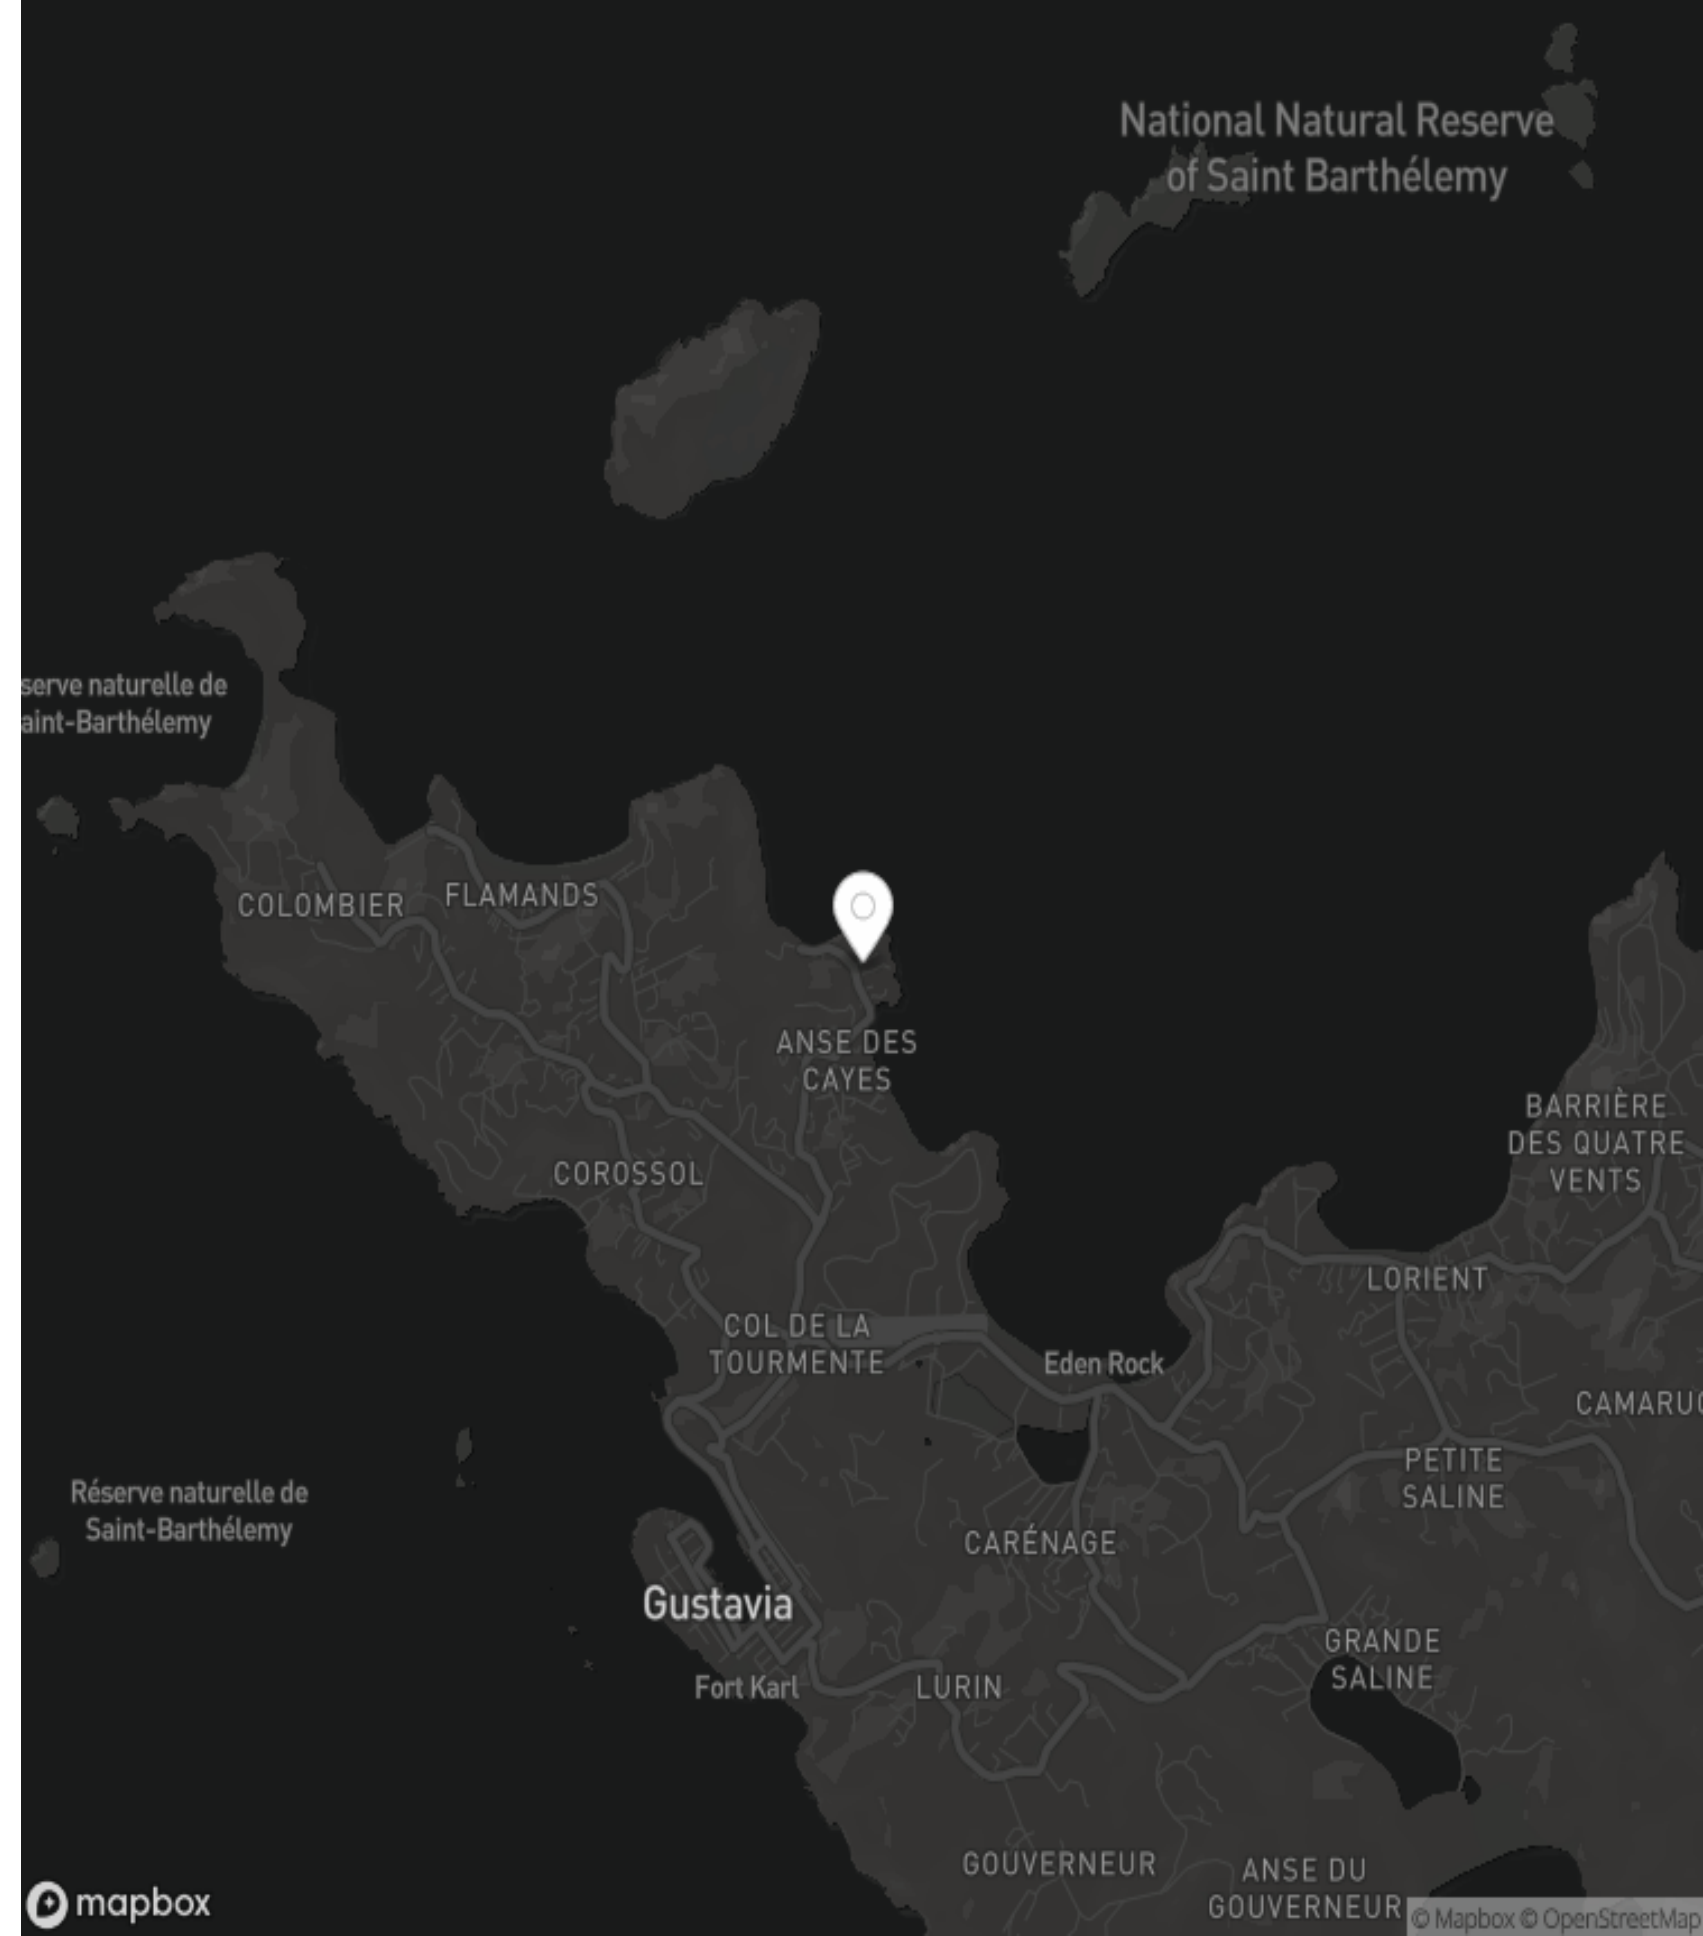 National Natural Reserve
of Saint Barthélemy
serve naturelle de
aint-Barthélemy
COLOMBIER
FLAMANDS
ANSE DES
CAYES
BARRIÈRE
DES QUATRE
VENTS
COROSSOL
LORIENT
COL DE LA
TOURMENTE
Eden Rock
CAMARUC
PETITE
SALINE
Réserve naturelle de
Saint-Barthélemy
CARÉNAGE
Gustavia
GRANDE
SALINE
Fort Karl
LURIN
GOUVERNEUR
ANSE DU
GOUVERNEUR
mapbox
© Mapbox © OpenStreetMap